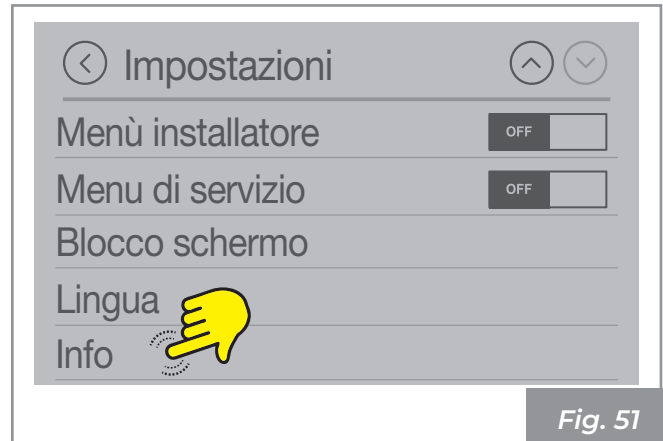 Impostazioni
Menù installatore OFF
Menu di servizio OFF
Blocco schermo
Lingua
Info
Fig. 51